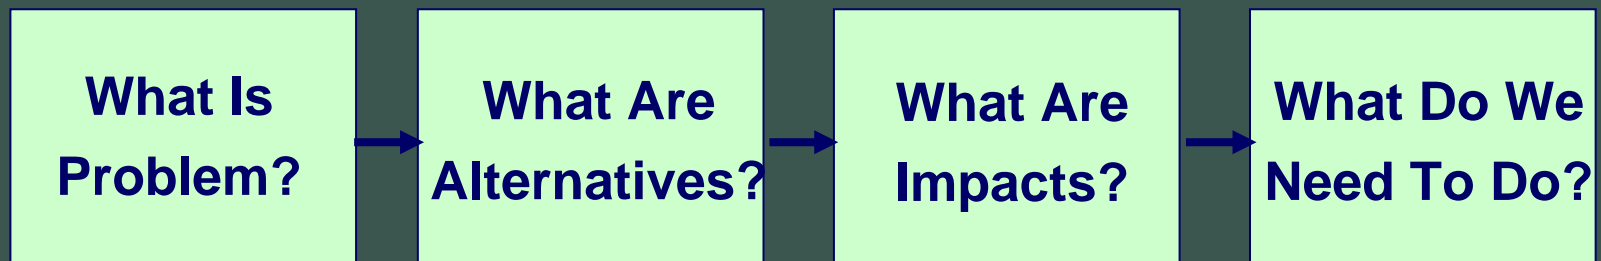 What Is
Problem?
What Are
Alternatives?
What Are
Impacts?
What Do We
Need To Do?